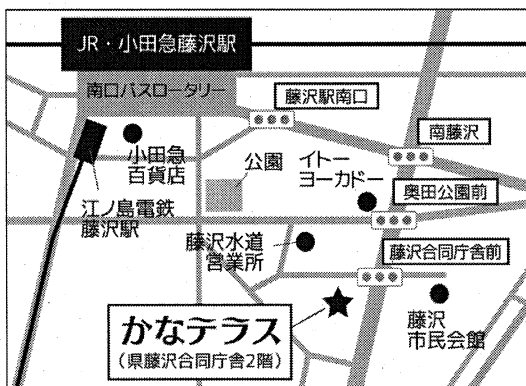 JR・小田急藤沢駅
南口バスロータリー
藤沢駅南口
南藤沢
小田急
百貨店
公園
イトー
ヨーカドー
奥田公園前
江ノ島電鉄
藤沢駅
藤沢水道
営業所
藤沢合同庁舎前
かなテラス
（県藤沢合同庁舎2階）
藤沢
市民会館